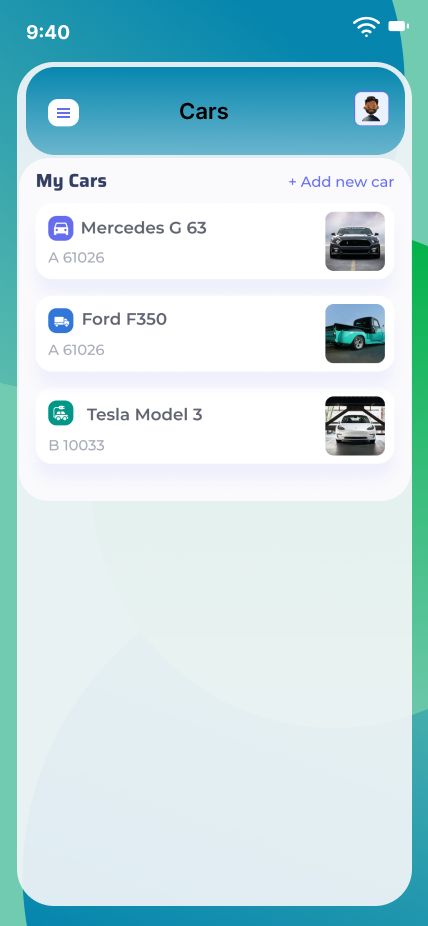 9:40
Cars
My Cars
+ Add new car
Mercedes G 63
A 61026
Ford F350
A 61026
Tesla Model 3
B 10033